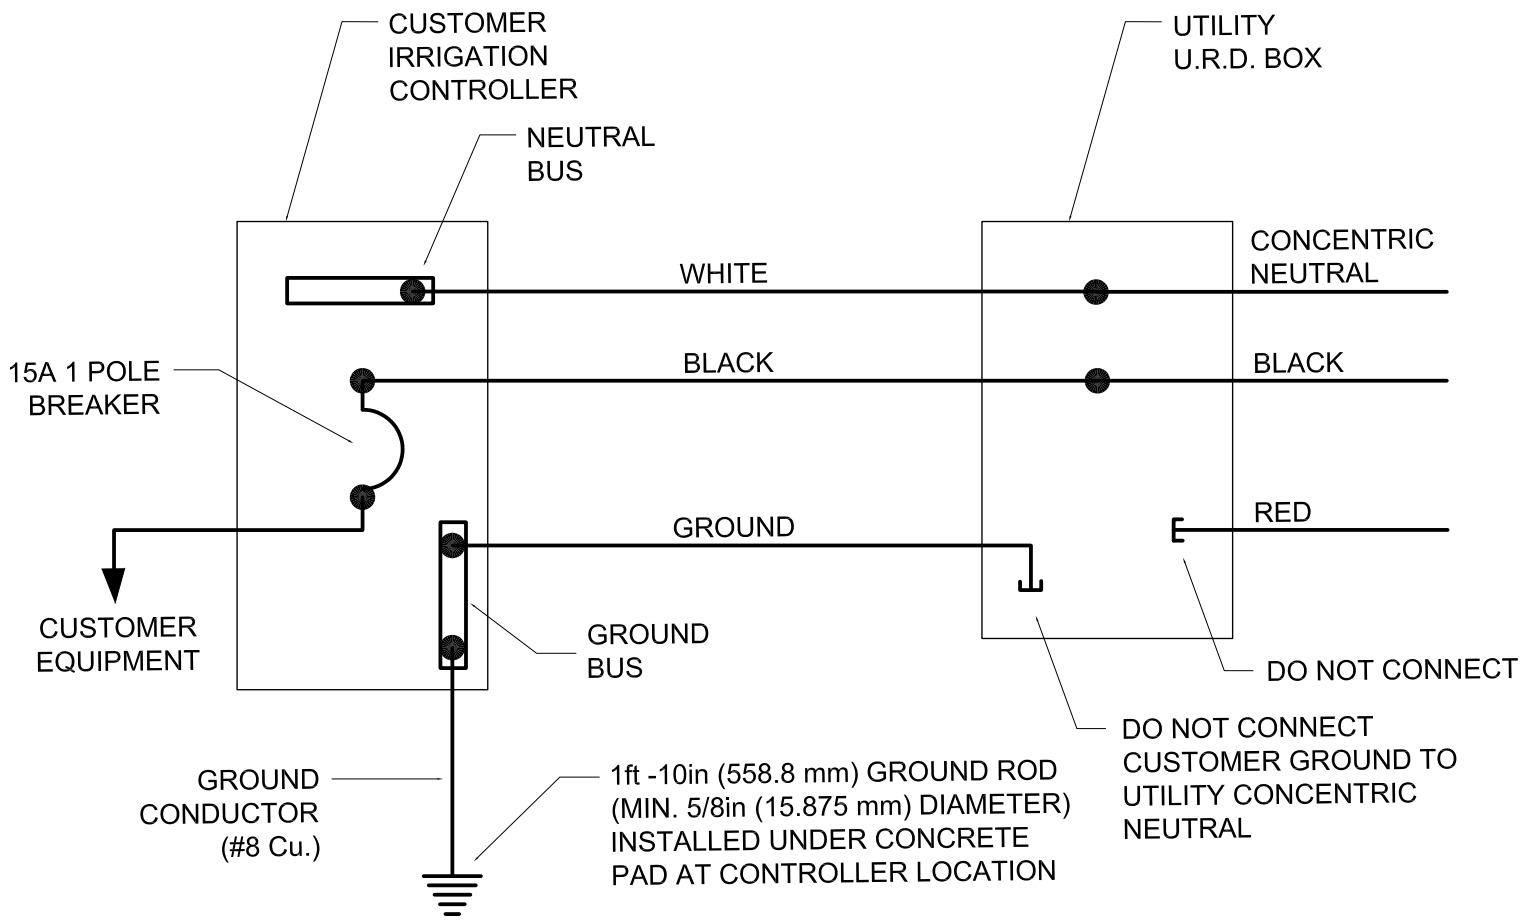 CUSTOMER
IRRIGATION
CONTROLLER
UTILITY
U.R.D. BOX
NEUTRAL
BUS
WHITE
CONCENTRIC
NEUTRAL
15A 1 POLE
BREAKER
BLACK
BLACK
GROUND
RED
CUSTOMER
EQUIPMENT
GROUND
BUS
DO NOT CONNECT
DO NOT CONNECT
CUSTOMER GROUND TO
UTILITY CONCENTRIC
NEUTRAL
GROUND
CONDUCTOR
(#8 Cu.)
1ft -10in (558.8 mm) GROUND ROD
(MIN. 5/8in (15.875 mm) DIAMETER)
INSTALLED UNDER CONCRETE
PAD AT CONTROLLER LOCATION